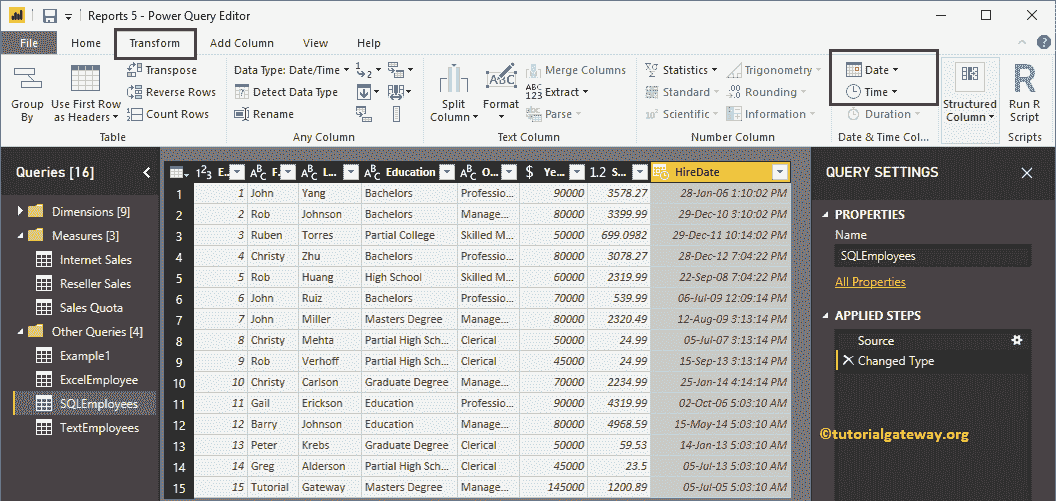 Reports 5 - Power Query Editor
File Home Transform Add Column View Help
Group By
Use First Row as Headers
Transpose
Reverse Rows
Count Rows
Table
Data Type: Date/Time
Detect Data Type
Rename
Any Column
Split Column
Format
ABC
Merge Columns
ABC 123 Extract
Parse
Text Column
Statistics
Standard
Scientific
Trigonometry
Rounding
Information
Number Column
Date
Time
Duration
Date & Time Col...
Structured Column
Run R Script
Scripts
Queries [16]
Dimensions [9]
Measures [3]
Internet Sales
Reseller Sales
Sales Quota
Other Queries [4]
Example1
ExcelEmployee
SQLEmployees
TextEmployees
1²3 E... ABC F... ABC L... ABC Education ABC O... $ Ye... 1.2 S... HireDate
1 1 John Yang Bachelors Professio... 90000 3578.27 28-Jan-06 1:10:02 PM
2 2 Rob Johnson Bachelors Manage... 80000 3399.99 29-Dec-10 3:10:02 PM
3 3 Ruben Torres Partial College Skilled M... 50000 699.0982 29-Dec-11 10:14:02 PM
4 4 Christy Zhu Bachelors Professio... 80000 3078.27 28-Dec-12 7:04:22 PM
5 5 Rob Huang High School Skilled M... 60000 2319.99 22-Sep-08 7:04:22 PM
6 6 John Ruiz Bachelors Professio... 70000 539.99 06-Jul-09 12:09:14 PM
7 7 John Miller Masters Degree Manage... 80000 2320.49 12-Aug-09 3:13:14 PM
8 8 Christy Mehta Partial High Sch... Clerical 50000 24.99 05-Jul-07 3:13:14 PM
9 9 Rob Verhoff Partial High Sch... Clerical 45000 24.99 15-Sep-13 3:13:14 PM
10 10 Christy Carlson Graduate Degree Manage... 70000 2234.99 25-Jan-14 4:14:14 PM
11 11 Gail Erickson Education Professio... 90000 4319.99 02-Oct-06 5:03:10 AM
12 12 Barry Johnson Education Manage... 80000 4968.59 15-May-14 5:03:10 AM
13 13 Peter Krebs Graduate Degree Clerical 50000 59.53 14-Jan-13 5:03:10 AM
14 14 Greg Alderson Partial High Sch... Clerical 45000 23.5 05-Jul-13 5:03:10 AM
15 15 Tutorial Gateway Masters Degree Manage... 145000 1200.89 05-Jul-05 5:03:10 AM
QUERY SETTINGS
PROPERTIES
Name
SQLEmployees
All Properties
APPLIED STEPS
Source
Changed Type
©tutorialgateway.org